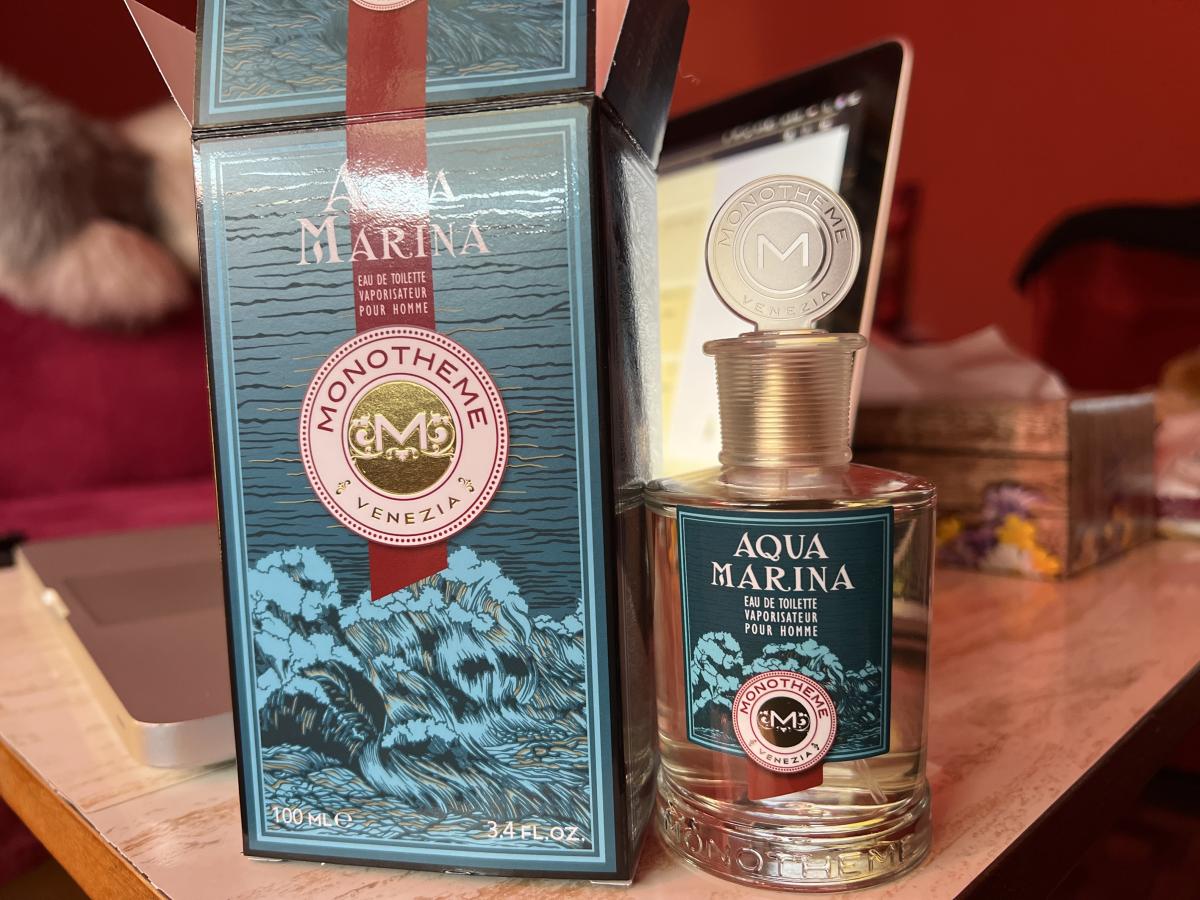 AQUA
MARINA
EAU DE TOILETTE
VAPORISATEUR
POUR HOMME
MONOTHEME
M
VENEZIA
100 ML℮
3.4 FL.OZ.
MONOTHEME
M
VENEZIA
AQUA
MARINA
EAU DE TOILETTE
VAPORISATEUR
POUR HOMME
MONOTHEME
M
VENEZIA
MONOTHEME